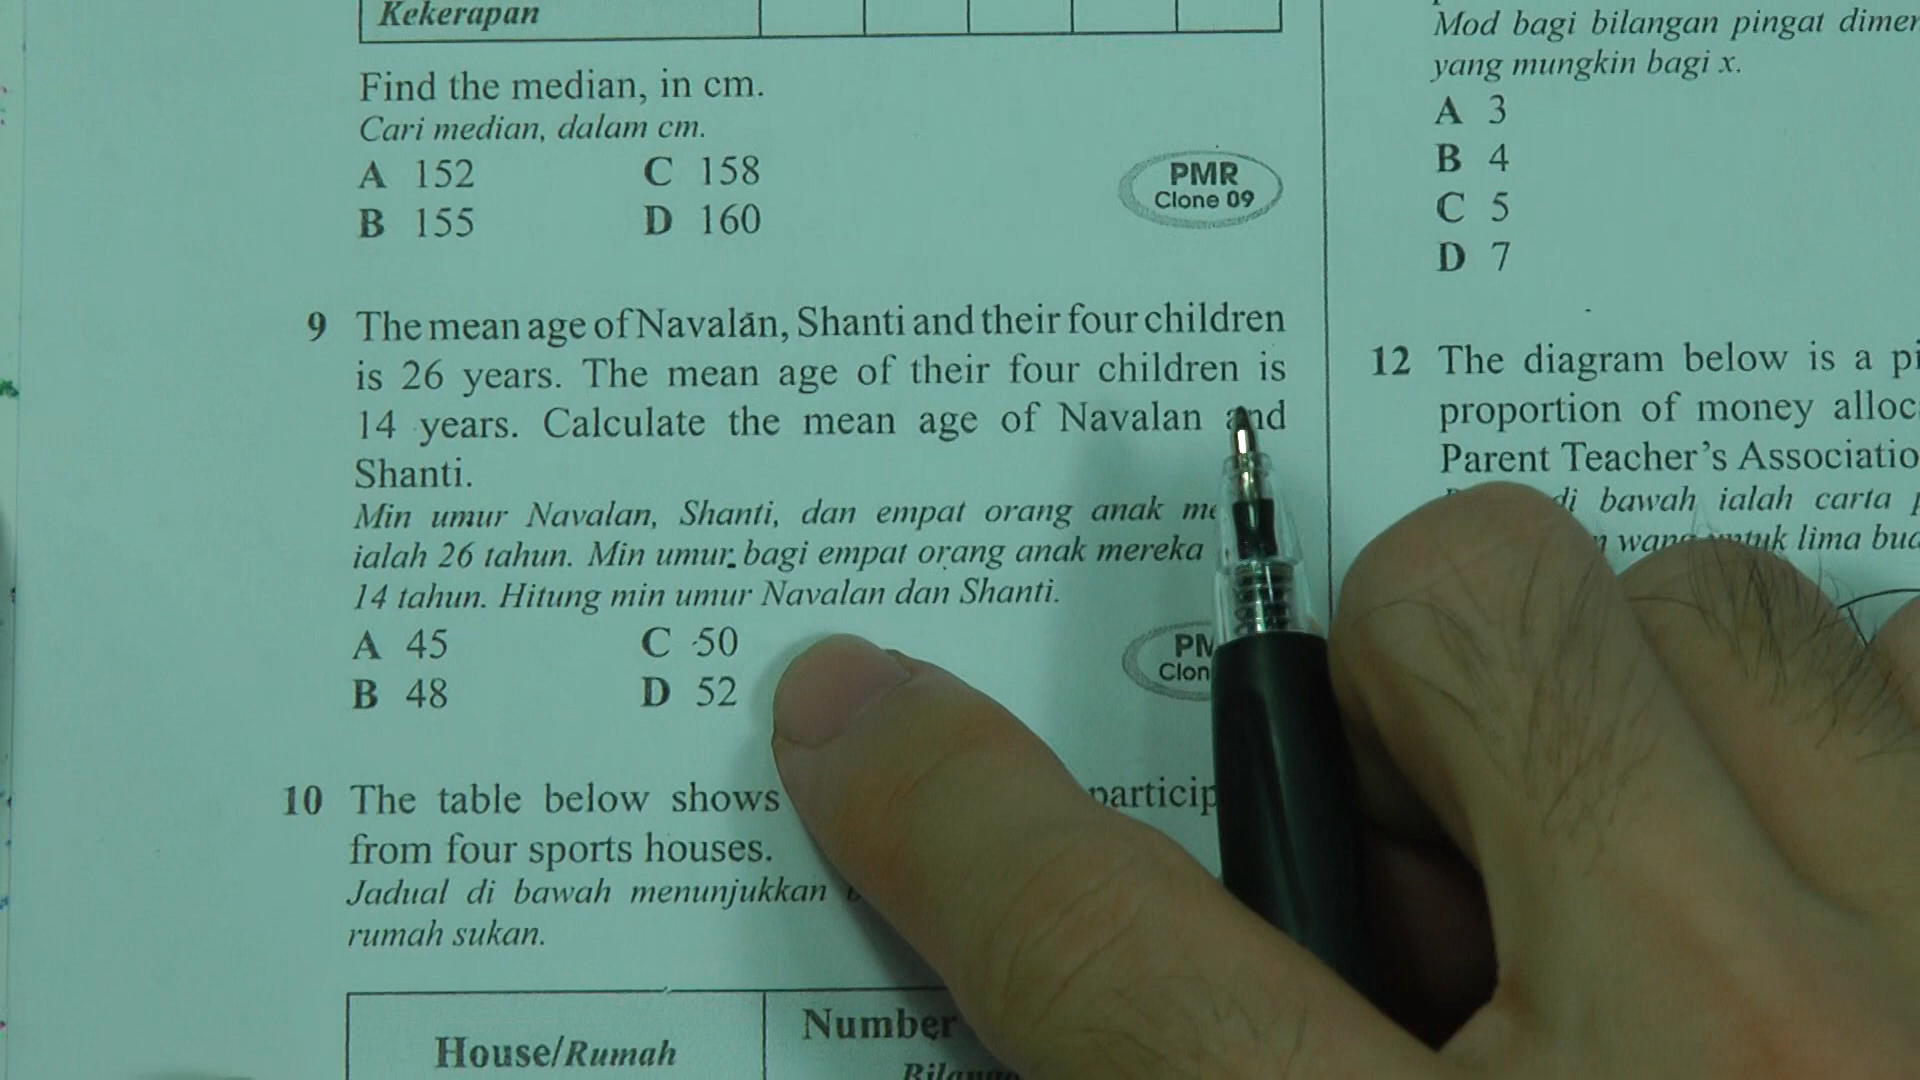 Kekerapan
Find the median, in cm.
Cari median, dalam cm.
A 152 C 158
B 155 D 160
PMR
Clone 09
9 The mean age of Navalan, Shanti and their four children
is 26 years. The mean age of their four children is
14 years. Calculate the mean age of Navalan and
Shanti.
Min umur Navalan, Shanti, dan empat orang anak
ialah 26 tahun. Min umur bagi empat orang anak mereka
14 tahun. Hitung min umur Navalan dan Shanti.
A 45 C 50
B 48 D 52
10 The table below shows
from four sports houses.
Jadual di bawah menunjukkan
rumah sukan.
House/Rumah
Number
Mod bagi bilangan pingat
yang mungkin bagi x.
A 3
B 4
C 5
D 7
12 The diagram below is a
proportion of money
Parent Teacher's
di bawah ialah carta
lima